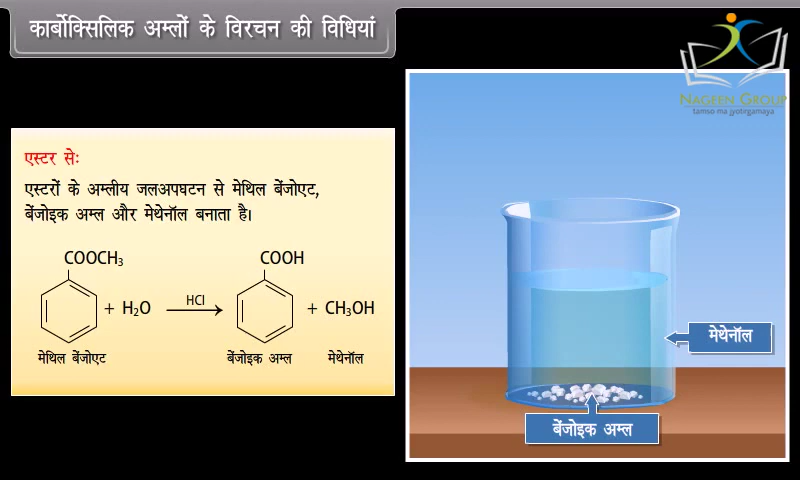 कार्बोक्सिलिक अम्लों के विरचन की विधियां
NAGEEN GROUP
tamso ma jyotrgamaya
एस्टर से:
एस्टरों के अम्लीय जलअपघटन से मेथिल बेंजोएट,
बेंजोइक अम्ल और मेथेनॉल बनाता है।
COOCH₃ COOH
+ H₂O HCl + CH₃OH
मेथिल बेंजोएट बेंजोइक अम्ल मेथेनॉल
मेथेनॉल
बेंजोइक अम्ल